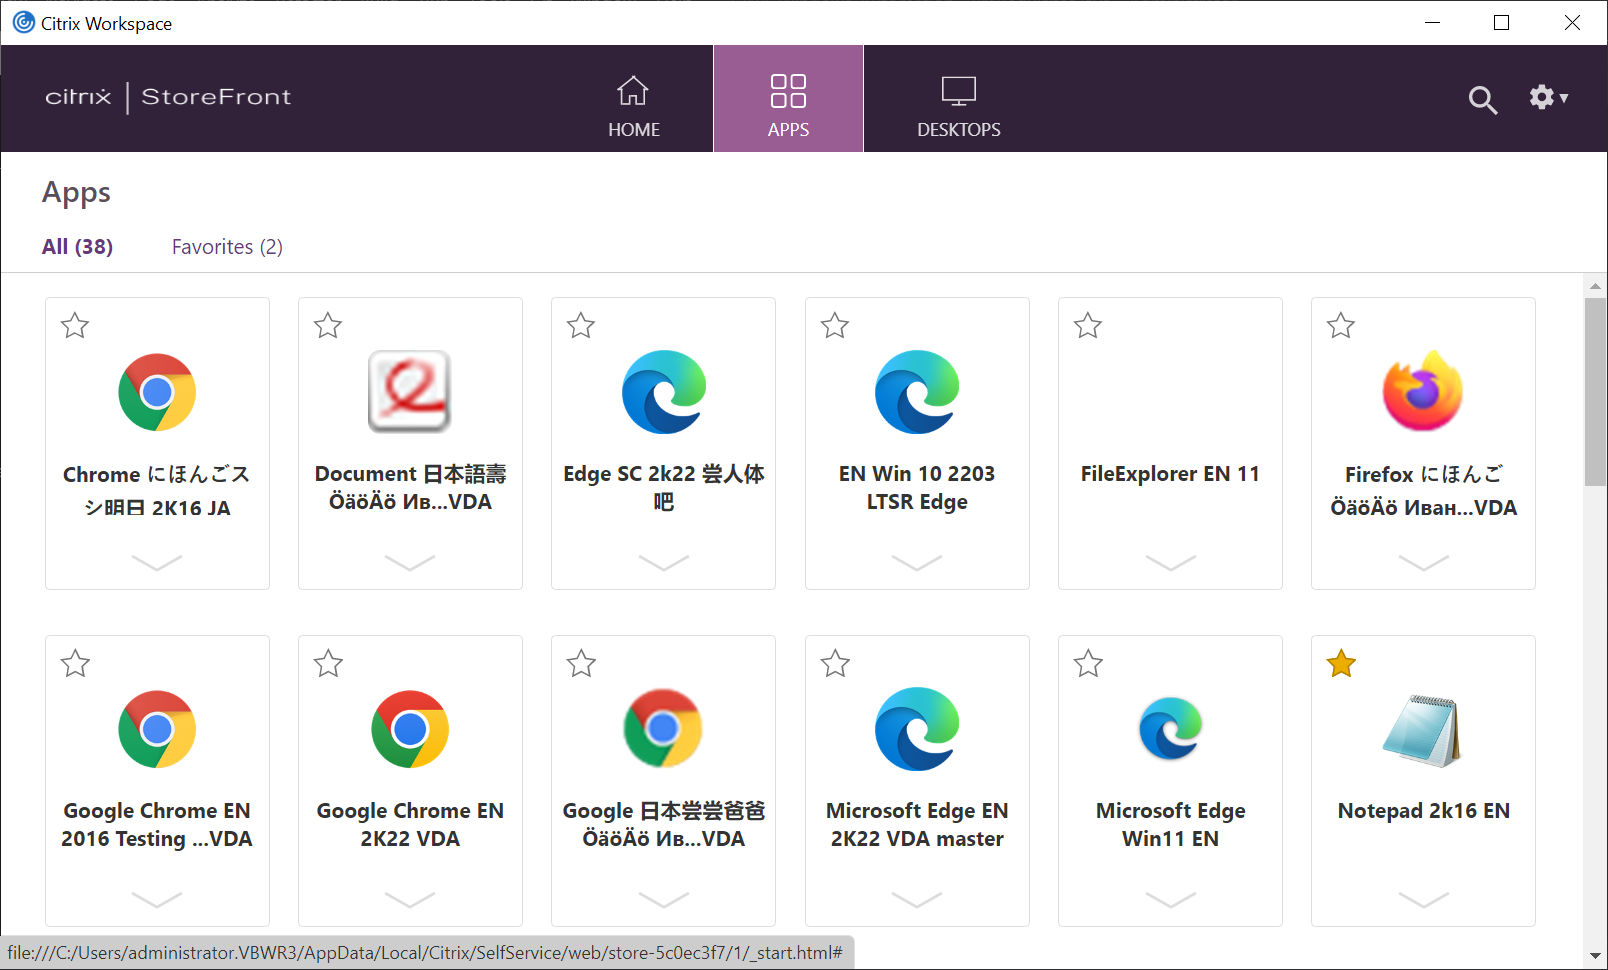 Citrix Workspace
citrix | StoreFront
HOME
APPS
DESKTOPS
Apps
All (38)
Favorites (2)
Chrome にほんごス
シ明日 2K16 JA
Document 日本語壽
ÖäöÄö Ив...VDA
Edge SC 2k22 尝人体
吧
EN Win 10 2203
LTSR Edge
FileExplorer EN 11
Firefox にほんご
ÖäöÄö Иван...VDA
Google Chrome EN
2016 Testing ...VDA
Google Chrome EN
2K22 VDA
Google 日本尝尝爸爸
ÖäöÄö Ив...VDA
Microsoft Edge EN
2K22 VDA master
Microsoft Edge
Win11 EN
Notepad 2k16 EN
file:///C:/Users/administrator.VBWR3/AppData/Local/Citrix/SelfService/web/store-5c0ec3f7/1/_start.html#